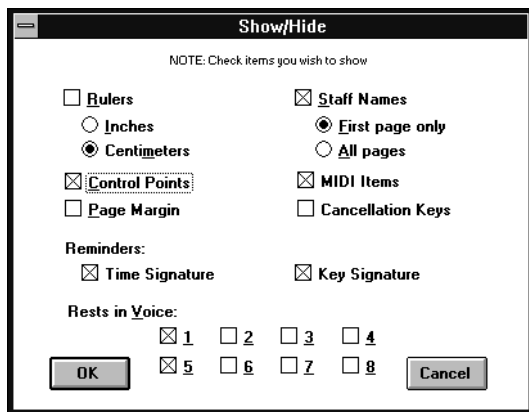 Show/Hide
NOTE: Check items you wish to show
Rulers
Inches
Centimeters
Staff Names
First page only
All pages
Control Points
Page Margin
MIDI Items
Cancellation Keys
Reminders:
Time Signature
Key Signature
Rests in Voice:
1 2 3 4
5 6 7 8
OK
Cancel